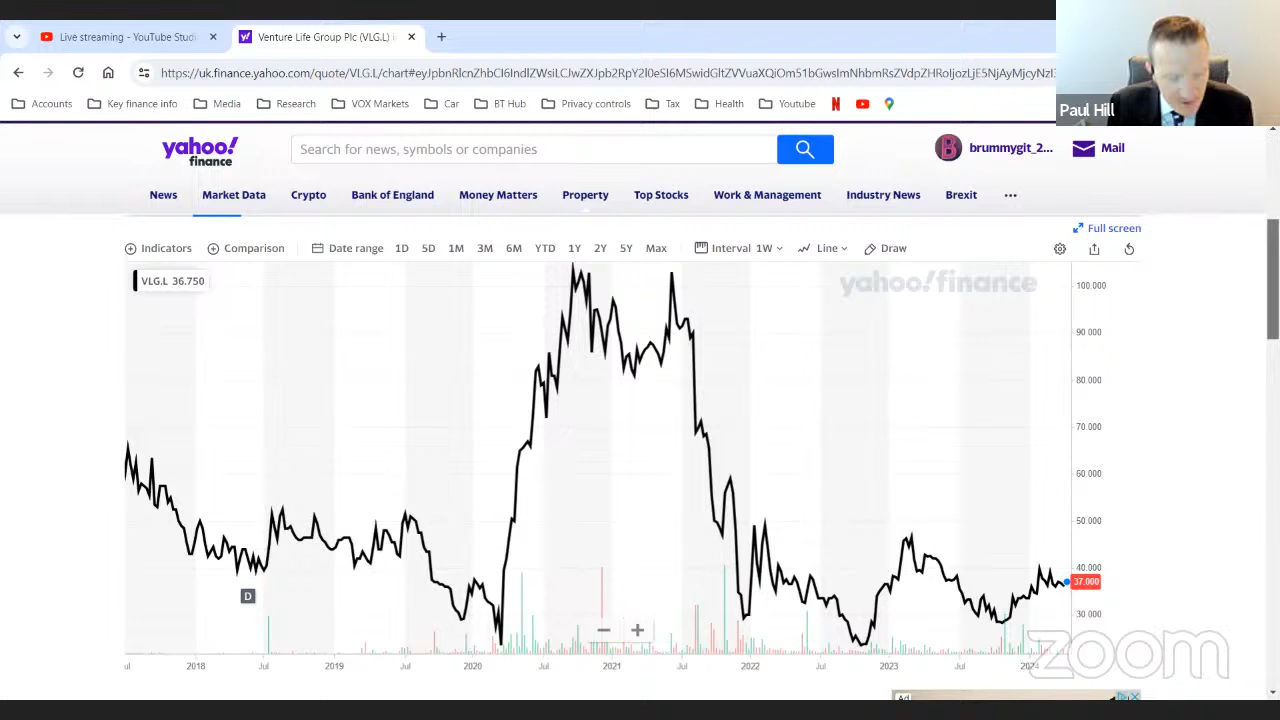 Live streaming - YouTube Studi
Venture Life Group Plc (VLG.L) i
https://uk.finance.yahoo.com/quote/VLG.L/chart#
Paul Hill
Accounts Key finance info Media Research VOX Markets Car BT Hub Privacy controls Tax Health Youtube
yahoo!
finance
Search for news, symbols or companies
B brummygit_2... Mail
News Market Data Crypto Bank of England Money Matters Property Top Stocks Work & Management Industry News Brexit ...
Full screen
Indicators Comparison Date range 1D 5D 1M 3M 6M YTD 1Y 2Y 5Y Max Interval 1W Line Draw
VLG.L 36.750
yahoo!finance
100.000
90.000
80.000
70.000
60.000
50.000
40.000
37.000
30.000
D
ul 2018 Jul 2019 Jul 2020 Jul 2021 Jul 2022 Jul 2023 Jul 2024
zoom
Ad